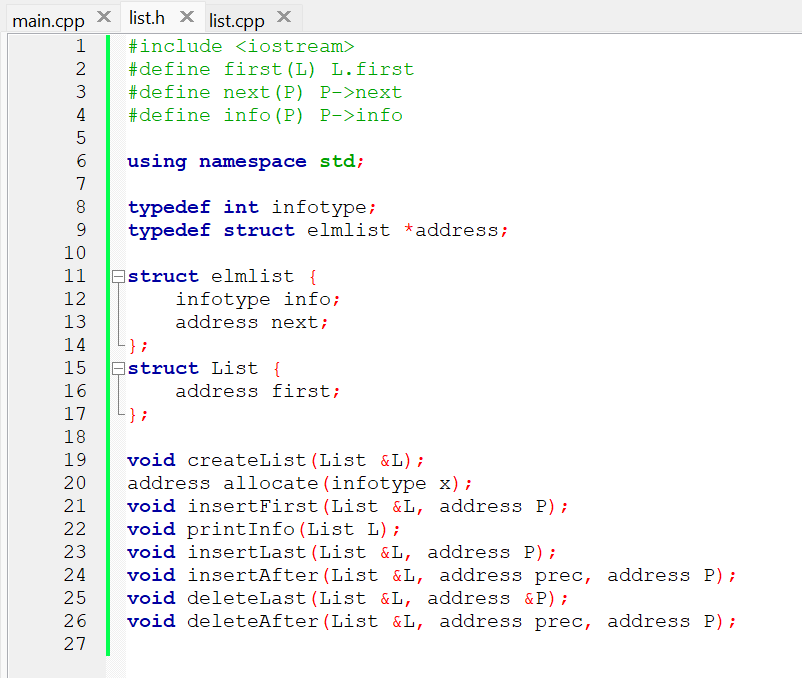 main.cpp × list.h × list.cpp ×
1 #include <iostream>
2 #define first(L) L.first
3 #define next(P) P->next
4 #define info(P) P->info
5
6 using namespace std;
7
8 typedef int infotype;
9 typedef struct elmlist *address;
10
11 struct elmlist {
12     infotype info;
13     address next;
14 };
15 struct List {
16     address first;
17 };
18
19 void createList(List &L);
20 address allocate(infotype x);
21 void insertFirst(List &L, address P);
22 void printInfo(List L);
23 void insertLast(List &L, address P);
24 void insertAfter(List &L, address prec, address P);
25 void deleteLast(List &L, address &P);
26 void deleteAfter(List &L, address prec, address P);
27